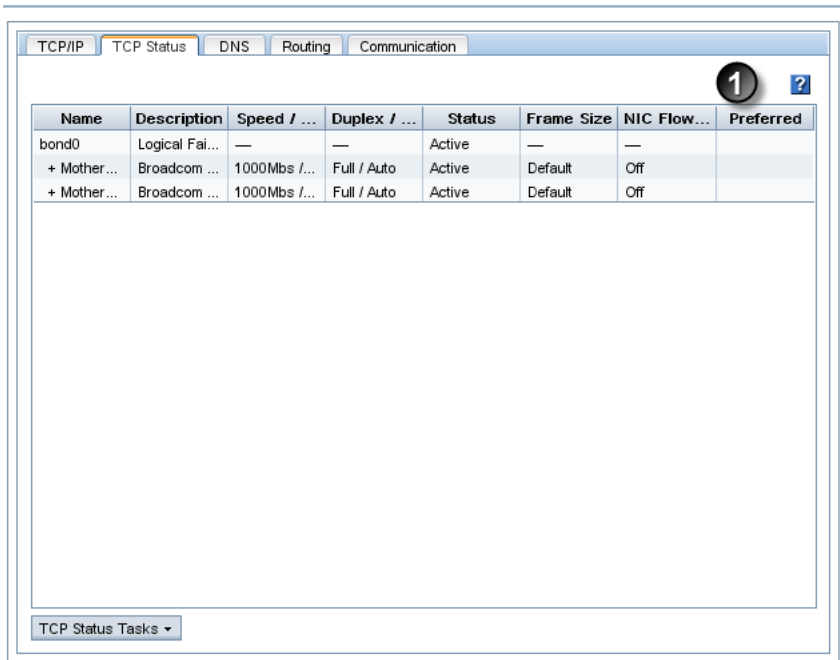 TCP/IP TCP Status DNS Routing Communication
1 ?
Name Description Speed / ... Duplex / ... Status Frame Size NIC Flow... Preferred
bond0 Logical Fai... — — Active — —
+ Mother... Broadcom ... 1000Mbs /... Full / Auto Active Default Off
+ Mother... Broadcom ... 1000Mbs /... Full / Auto Active Default Off
TCP Status Tasks